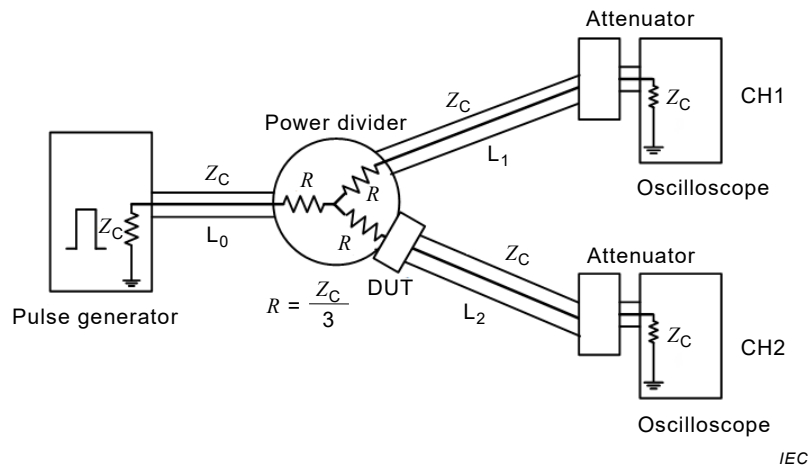 Attenuator
Z_C
Z_C
CH1
Power divider
L_1
Oscilloscope
Z_C
R
R
Z_C
L_0
R
Z_C
Attenuator
DUT
R = Z_C / 3
L_2
Z_C
CH2
Pulse generator
Oscilloscope
IEC